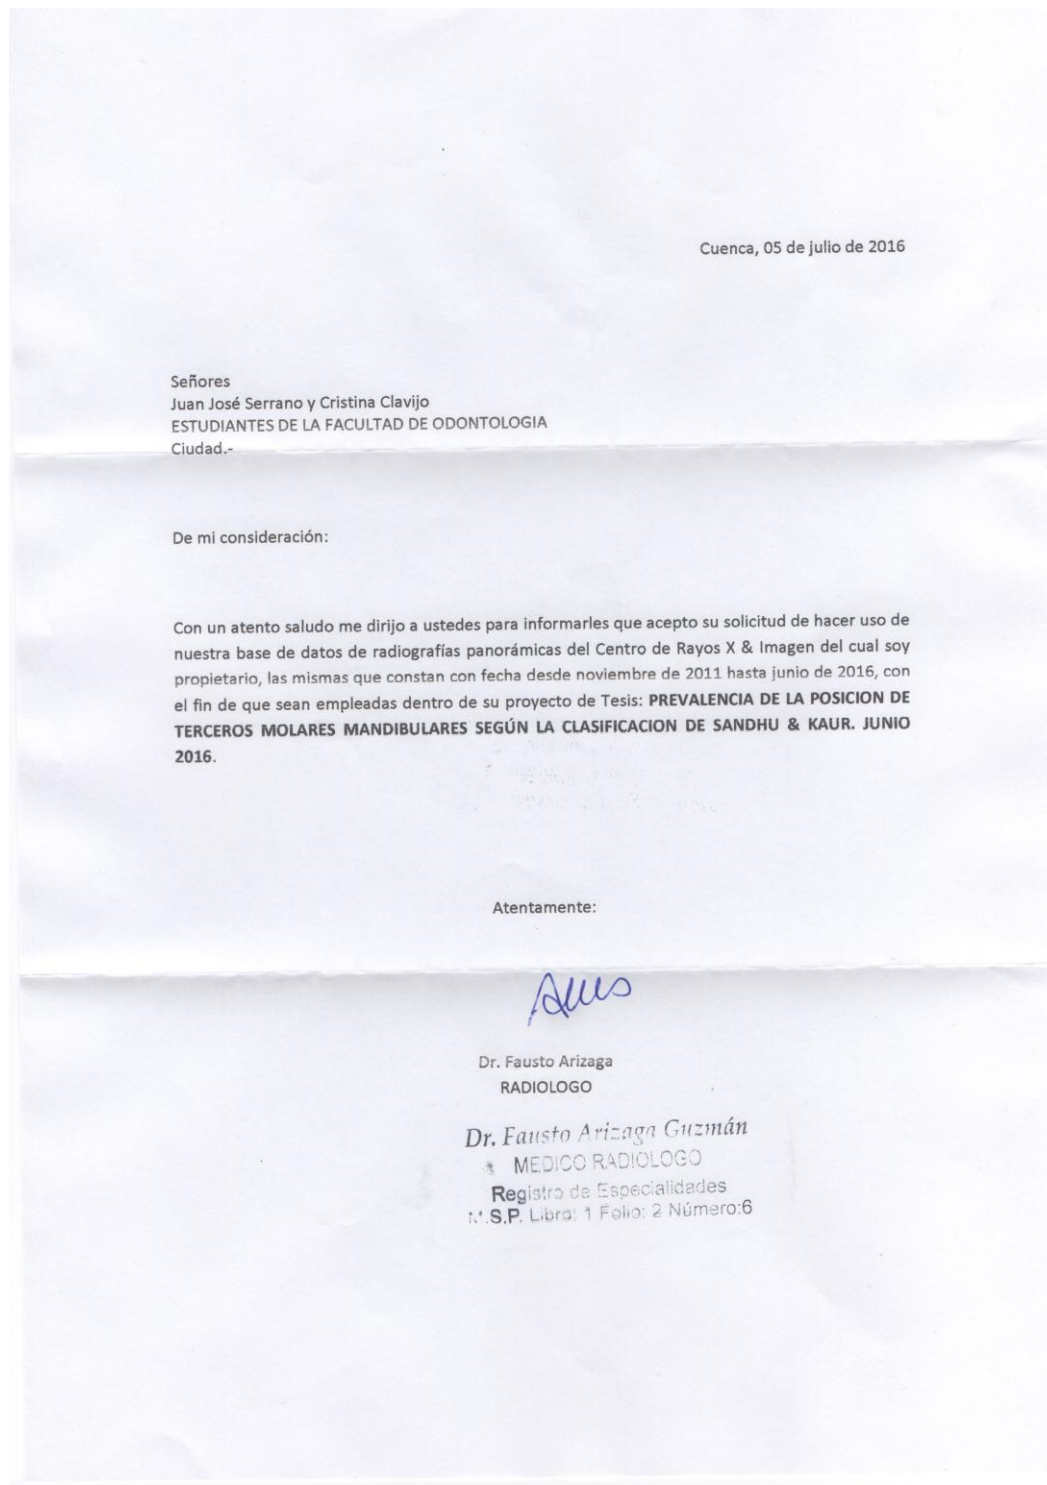 Cuenca, 05 de julio de 2016
Señores
Juan José Serrano y Cristina Clavijo
ESTUDIANTES DE LA FACULTAD DE ODONTOLOGIA
Ciudad.-
De mi consideración:
Con un atento saludo me dirijo a ustedes para informarles que acepto su solicitud de hacer uso de
nuestra base de datos de radiografías panorámicas del Centro de Rayos X & Imagen del cual soy
propietario, las mismas que constan con fecha desde noviembre de 2011 hasta junio de 2016, con
el fin de que sean empleadas dentro de su proyecto de Tesis: PREVALENCIA DE LA POSICION DE
TERCEROS MOLARES MANDIBULARES SEGÚN LA CLASIFICACION DE SANDHU & KAUR. JUNIO
2016.
Atentamente:
Dr. Fausto Arizaga
RADIOLOGO
Dr. Fausto Arizaga Guzmán
MEDICO RADIOLOGO
Registro de Especialidades
M.S.P. Libro: 1 Folio: 2 Número:6